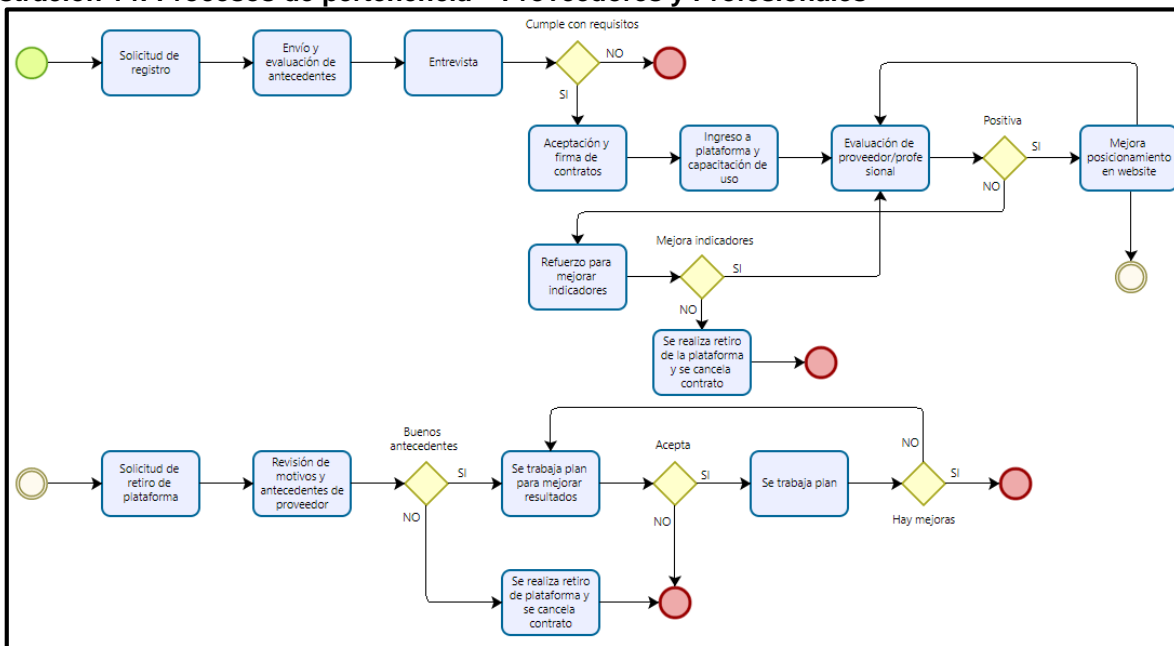 Cumple con requisitos
Solicitud de
registro
Envío y
evaluación de
antecedentes
Entrevista
NO
SI
Aceptación y
firma de
contratos
Ingreso a
plataforma y
capacitación de
uso
Evaluación de
proveedor/profe
sional
Positiva
SI
NO
Mejora
posicionamiento
en website
Refuerzo para
mejorar
indicadores
Mejora indicadores
SI
NO
Se realiza retiro
de la plataforma
y se cancela
contrato
Solicitud de
retiro de
plataforma
Revisión de
motivos y
antecedentes de
proveedor
Buenos
antecedentes
SI
NO
Se trabaja plan
para mejorar
resultados
Acepta
SI
NO
Se trabaja plan
NO
SI
Hay mejoras
Se realiza retiro
de plataforma y
se cancela
contrato